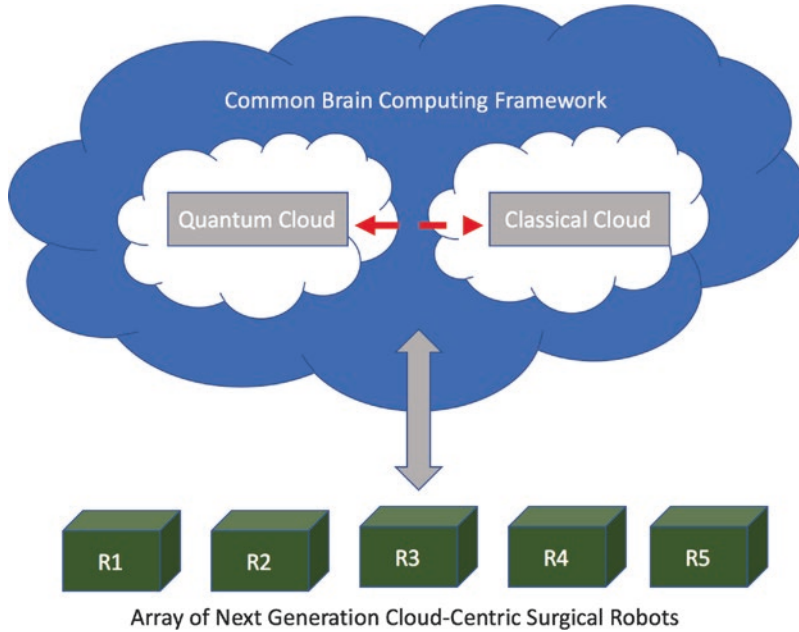 Common Brain Computing Framework
Quantum Cloud
Classical Cloud
R1
R2
R3
R4
R5
Array of Next Generation Cloud-Centric Surgical Robots